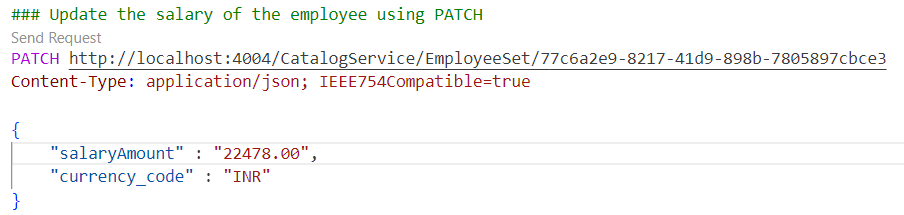 ### Update the salary of the employee using PATCH
Send Request
PATCH http://localhost:4004/CatalogService/EmployeeSet/77c6a2e9-8217-41d9-898b-7805897cbce3
Content-Type: application/json; IEEE754Compatible=true
{
"salaryAmount" : "22478.00",
"currency_code" : "INR"
}